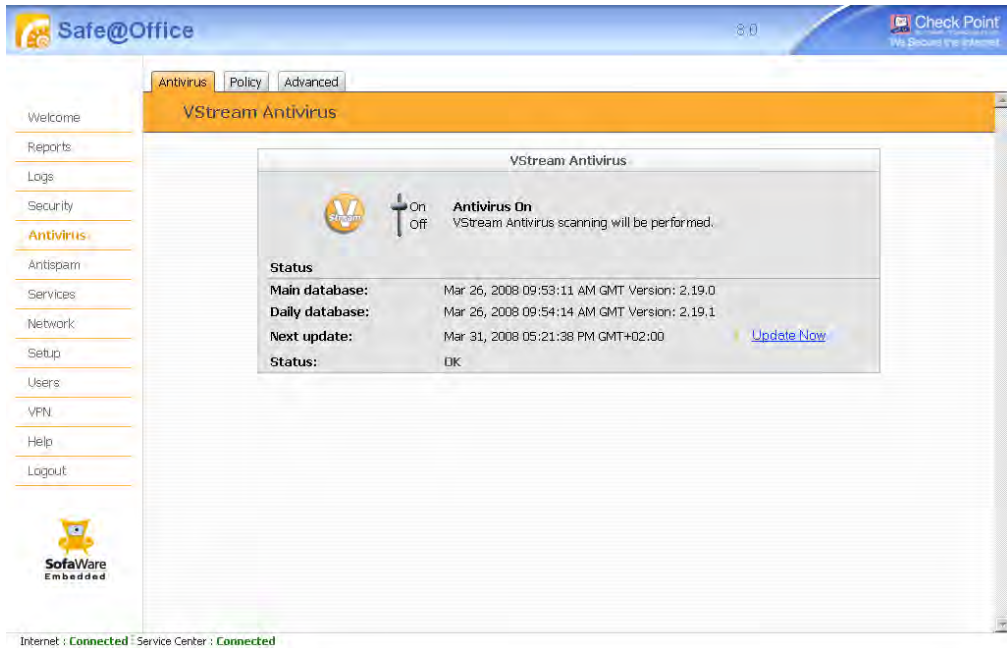 Safe@Office
8.0
Check Point
We Secure the Internet
Antivirus Policy Advanced
VStream Antivirus
Welcome
Reports
Logs
Security
Antivirus
Antispam
Services
Network
Setup
Users
VPN
Help
Logout
VStream Antivirus
V
stream
On
Off
Antivirus On
VStream Antivirus scanning will be performed.
Status
Main database: Mar 26, 2008 09:53:11 AM GMT Version: 2.19.0
Daily database: Mar 26, 2008 09:54:14 AM GMT Version: 2.19.1
Next update: Mar 31, 2008 05:21:38 PM GMT+02:00 Update Now
Status: OK
SofaWare
Embedded
Internet : Connected Service Center : Connected